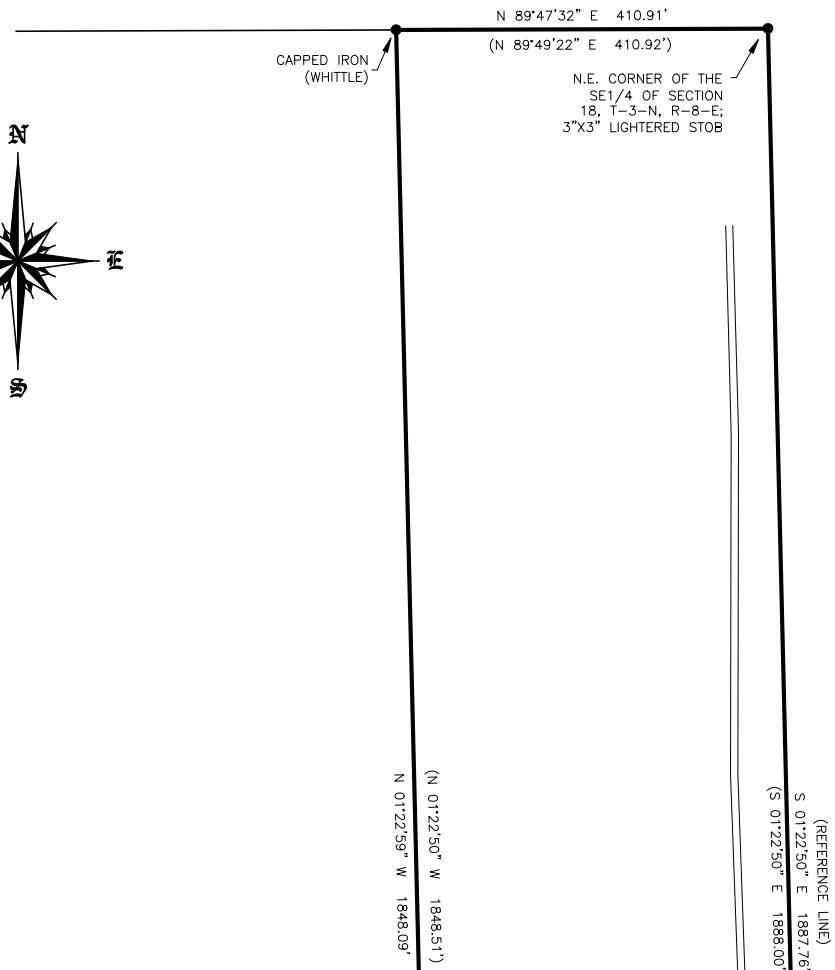 N 89°47'32" E 410.91'
(N 89°49'22" E 410.92')
CAPPED IRON
(WHITTLE)
N.E. CORNER OF THE
SE1/4 OF SECTION
18, T-3-N, R-8-E;
3"X3" LIGHTERED STOB
N
E
S
(N 01°22'50" W 1848.51')
N 01°22'59" W 1848.09'
(REFERENCE LINE)
S 01°22'50" E 1887.76'
(S 01°22'50" E 1888.00'